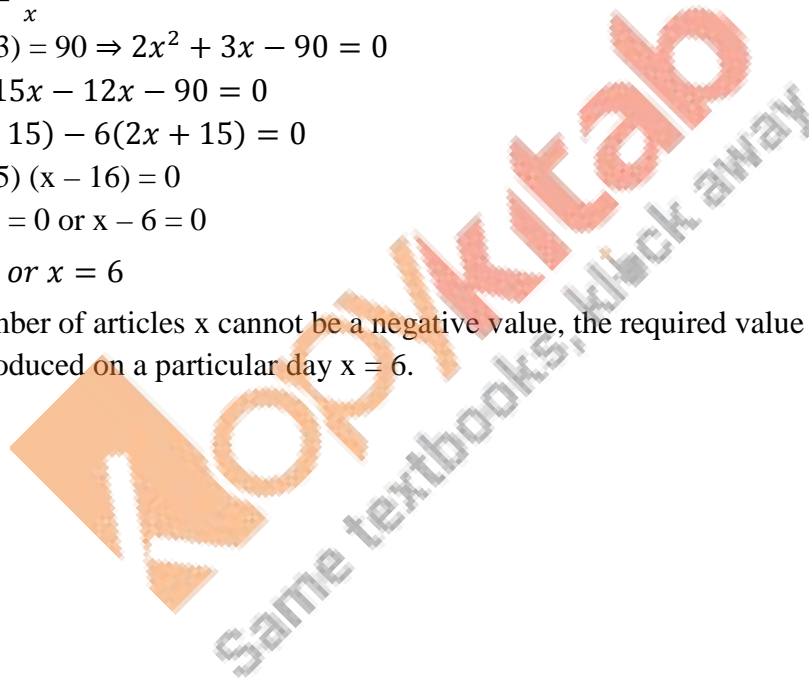 x
3) = 90 ⇒ 2x² + 3x − 90 = 0
15x − 12x − 90 = 0
15) − 6(2x + 15) = 0
5) (x – 16) = 0
= 0 or x – 6 = 0
or x = 6
mber of articles x cannot be a negative value, the required value
oduced on a particular day x = 6.
opykitab
Same textbooks, klick away